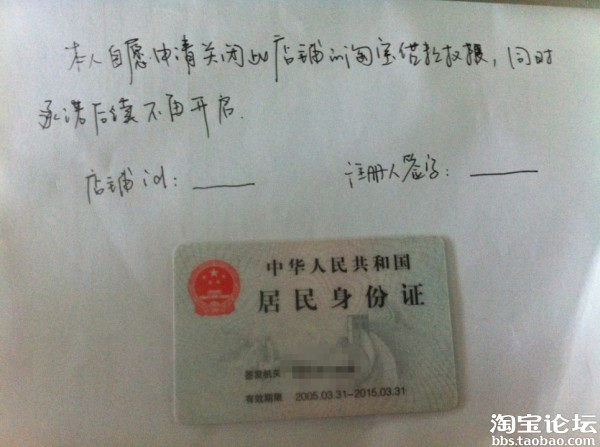 本人自愿申请关闭此店铺的淘宝借款权限，同时
承诺后续不再开启.
店铺id：
注册人签字：
中华人民共和国
居民身份证
签发机关
有效期限 2005.03.31-2015.03.31
淘宝论坛
bbs.taobao.com